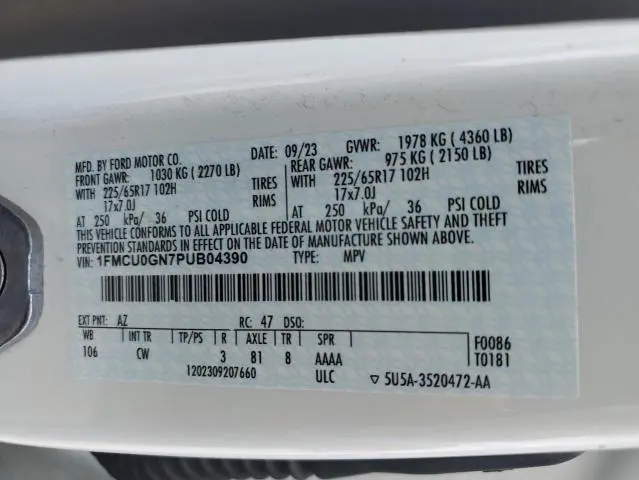 MFD. BY FORD MOTOR CO.
DATE: 09/23 GVWR: 1978 KG ( 4360 LB)
FRONT GAWR: 1030 KG ( 2270 LB)
REAR GAWR: 975 KG ( 2150 LB)
WITH 225/65R17 102H TIRES
WITH 225/65R17 102H TIRES
17x7.0J RIMS
17x7.0J RIMS
AT 250 kPa/ 36 PSI COLD
AT 250 kPa/ 36 PSI COLD
THIS VEHICLE CONFORMS TO ALL APPLICABLE FEDERAL MOTOR VEHICLE SAFETY AND THEFT
PREVENTION STANDARDS IN EFFECT ON THE DATE OF MANUFACTURE SHOWN ABOVE.
VIN: 1FMCU0GN7PUB04390 TYPE: MPV
EXT PNT: AZ RC: 47 DSO:
WB INT TR TP/PS R AXLE TR SPR
106 CW 3 81 8 AAAA
F0086
T0181
1202309207660 ULC ▽ 5U5A-3520472-AA